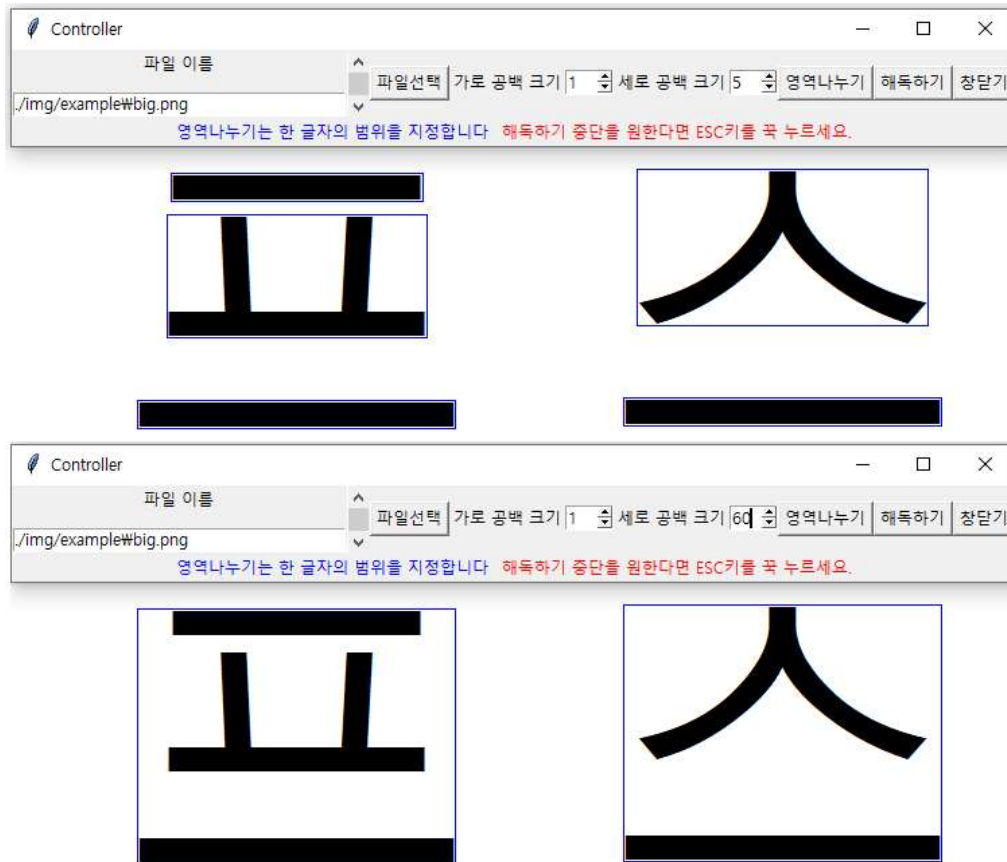 Controller
파일 이름
./img/example₩big.png
파일선택 가로 공백 크기 1 세로 공백 크기 5 영역나누기 해독하기 창닫기
영역나누기는 한 글자의 범위을 지정합니다 해독하기 중단을 원한다면 ESC키를 꾹 누르세요.
프 스
Controller
파일 이름
./img/example₩big.png
파일선택 가로 공백 크기 1 세로 공백 크기 60 영역나누기 해독하기 창닫기
영역나누기는 한 글자의 범위을 지정합니다 해독하기 중단을 원한다면 ESC키를 꾹 누르세요.
프 스